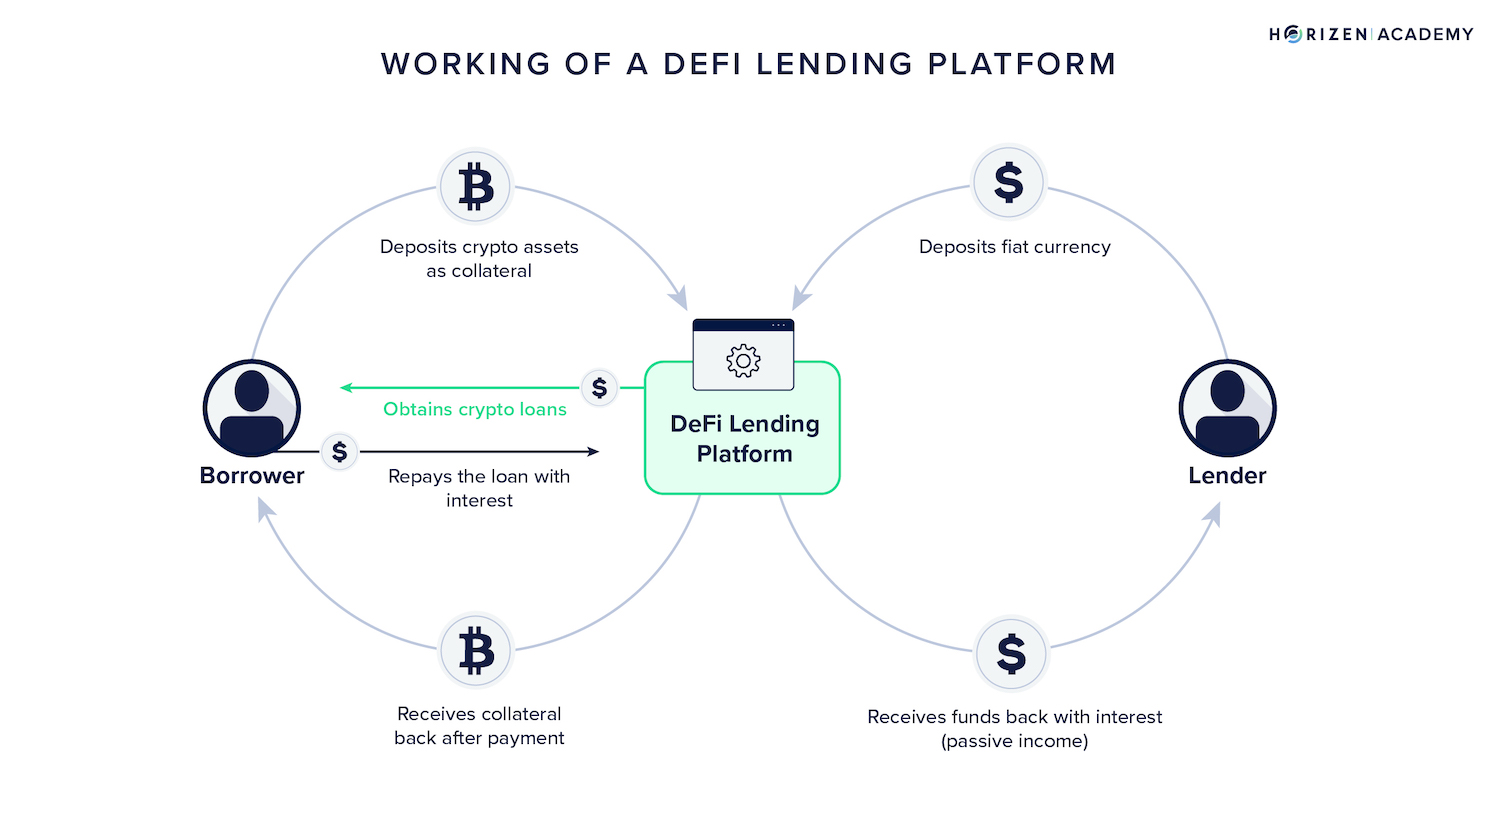 HORIZEN | ACADEMY
WORKING OF A DEFI LENDING PLATFORM
Deposits crypto assets
as collateral
Deposits fiat currency
Obtains crypto loans
Repays the loan with
interest
Borrower
DeFi Lending
Platform
Lender
Receives collateral
back after payment
Receives funds back with interest
(passive income)